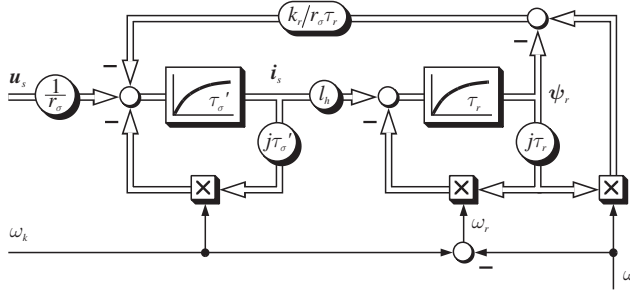 k_r/r_σ τ_r
u_s
1/r_σ
τ_σ'
i_s
l_h
τ_r
ψ_r
jτ_σ'
jτ_r
ω_k
ω_r
ω